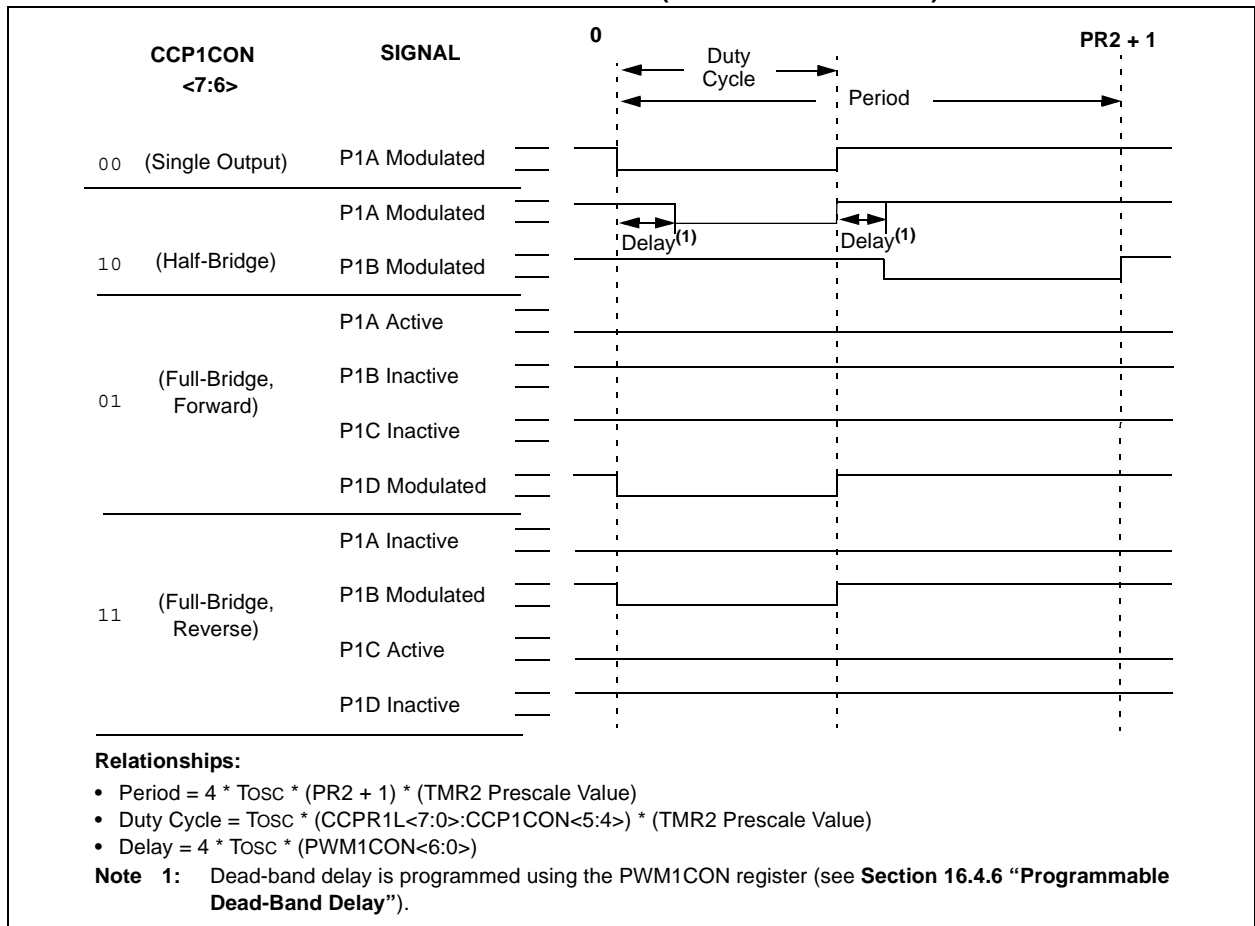 CCP1CON
<7:6>
SIGNAL
0
PR2 + 1
Duty
Cycle
Period
00 (Single Output) P1A Modulated
P1A Modulated
Delay(1) Delay(1)
10 (Half-Bridge) P1B Modulated
P1A Active
(Full-Bridge,
Forward)
01
P1B Inactive
P1C Inactive
P1D Modulated
P1A Inactive
(Full-Bridge,
Reverse)
11
P1B Modulated
P1C Active
P1D Inactive
Relationships:
• Period = 4 * TOSC * (PR2 + 1) * (TMR2 Prescale Value)
• Duty Cycle = TOSC * (CCPR1L<7:0>:CCP1CON<5:4>) * (TMR2 Prescale Value)
• Delay = 4 * TOSC * (PWM1CON<6:0>)
Note 1: Dead-band delay is programmed using the PWM1CON register (see Section 16.4.6 “Programmable
Dead-Band Delay”).